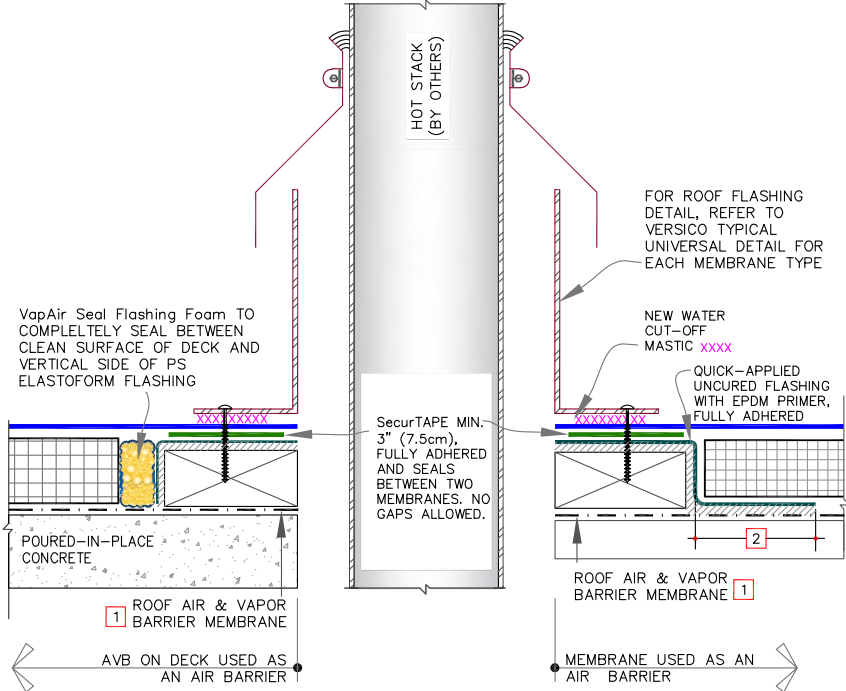 HOT STACK
(BY OTHERS)
FOR ROOF FLASHING
DETAIL, REFER TO
VERSICO TYPICAL
UNIVERSAL DETAIL FOR
EACH MEMBRANE TYPE
VapAir Seal Flashing Foam TO
COMPLELTELY SEAL BETWEEN
CLEAN SURFACE OF DECK AND
VERTICAL SIDE OF PS
ELASTOFORM FLASHING
NEW WATER
CUT-OFF
MASTIC XXXX
QUICK-APPLIED
UNCURED FLASHING
WITH EPDM PRIMER,
FULLY ADHERED
XXXXXXXXX
XXXXXXXXX
SecurTAPE MIN.
3" (7.5cm),
FULLY ADHERED
AND SEALS
BETWEEN TWO
MEMBRANES. NO
GAPS ALLOWED.
POURED-IN-PLACE
CONCRETE
2
1 ROOF AIR & VAPOR
BARRIER MEMBRANE
ROOF AIR & VAPOR
BARRIER MEMBRANE 1
AVB ON DECK USED AS
AN AIR BARRIER
MEMBRANE USED AS AN
AIR BARRIER